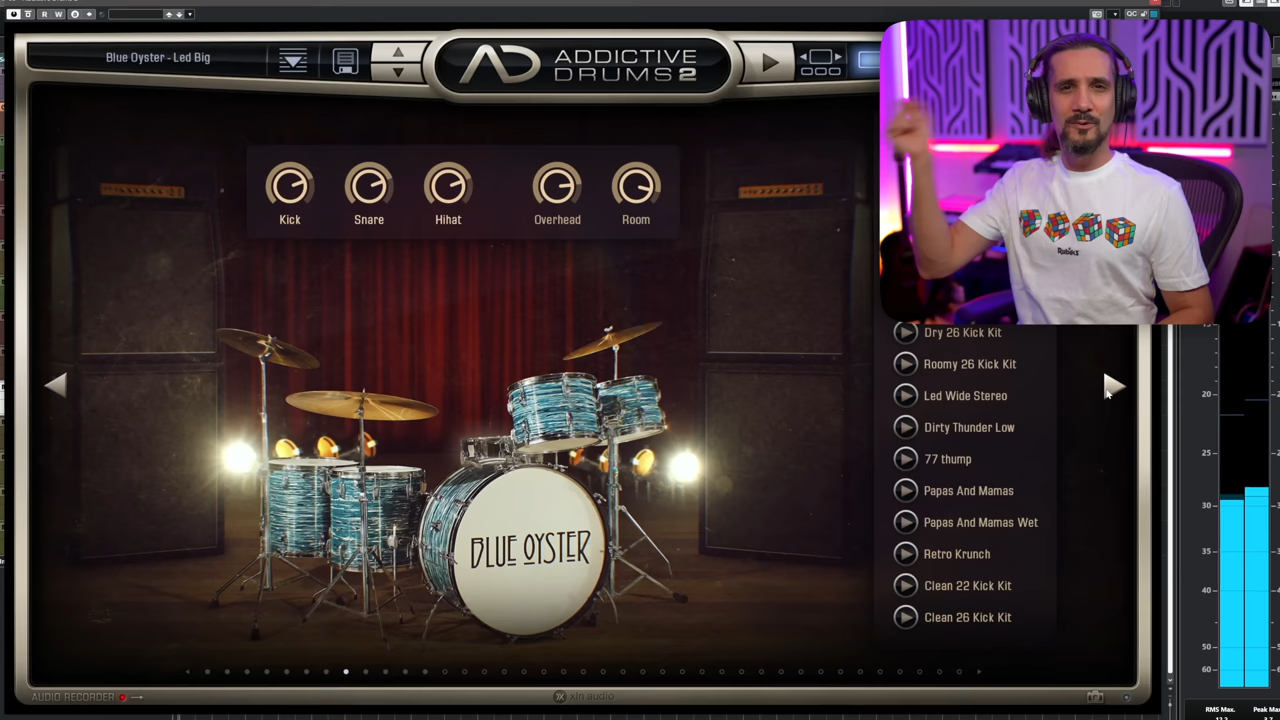 R W
QC
Blue Oyster - Led Big
AD ADDICTIVE
DRUMS 2
Kick
Snare
Hihat
Overhead
Room
Dry 26 Kick Kit
Roomy 26 Kick Kit
Led Wide Stereo
Dirty Thunder Low
77 thump
Papas And Mamas
Papas And Mamas Wet
Retro Krunch
Clean 22 Kick Kit
Clean 26 Kick Kit
BLUE OYSTER
20
25
30
35
40
50
60
AUDIO RECORDER
xln audio
RMS Max.
Peak Ma